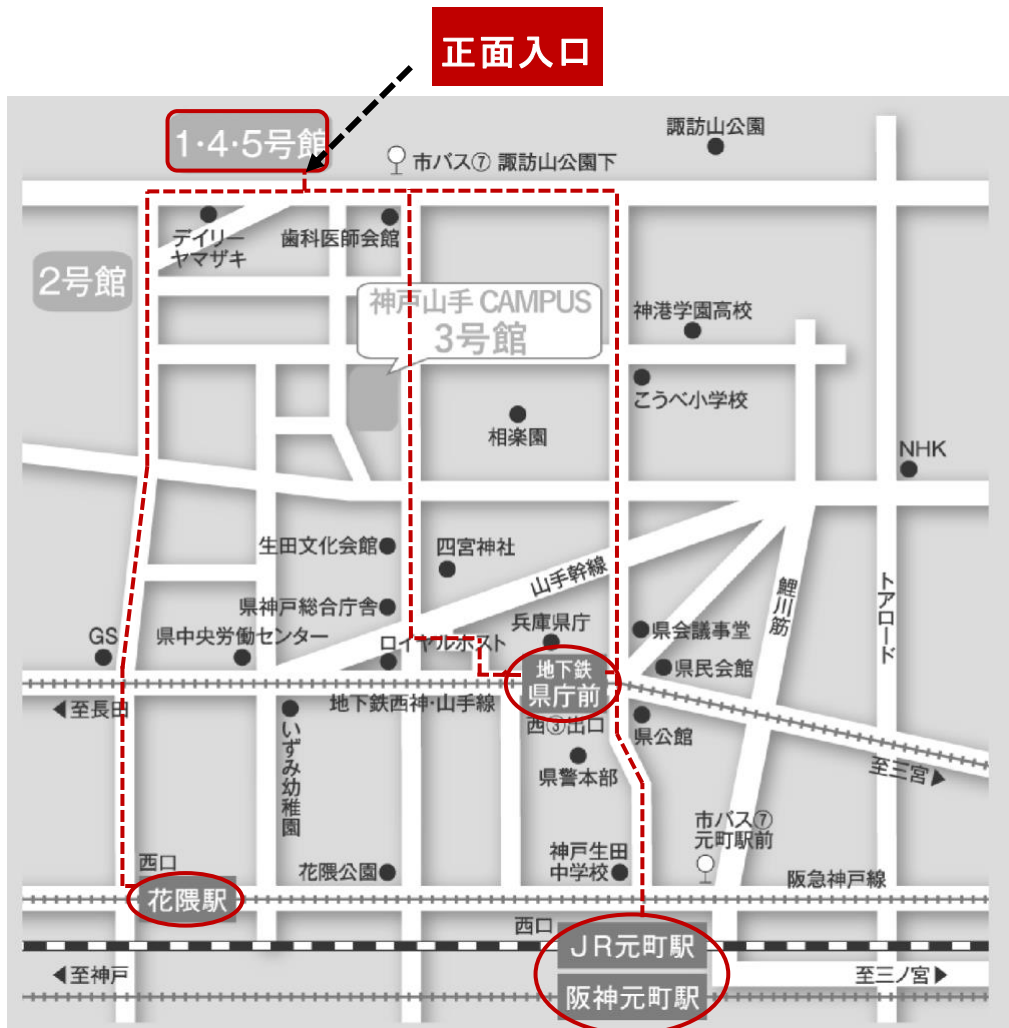 正面入口
1・4・5号館
諏訪山公園
市バス⑦ 諏訪山公園下
デイリー
ヤマザキ
歯科医師会館
2号館
神戸山手 CAMPUS
3号館
神港学園高校
こうべ小学校
相楽園
NHK
生田文化会館
四宮神社
山手幹線
鯉川筋
トアロード
県神戸総合庁舎
兵庫県庁
GS
県中央労働センター
ロイヤルホスト
県会議事堂
地下鉄
県庁前
県民会館
◀至長田
地下鉄西神・山手線
西③出口
県公館
いずみ幼稚園
県警本部
至三宮▶
市バス⑦
元町駅前
西口
花隈公園
神戸生田
中学校
阪急神戸線
花隈駅
西口
JR元町駅
◀至神戸
至三ノ宮▶
阪神元町駅